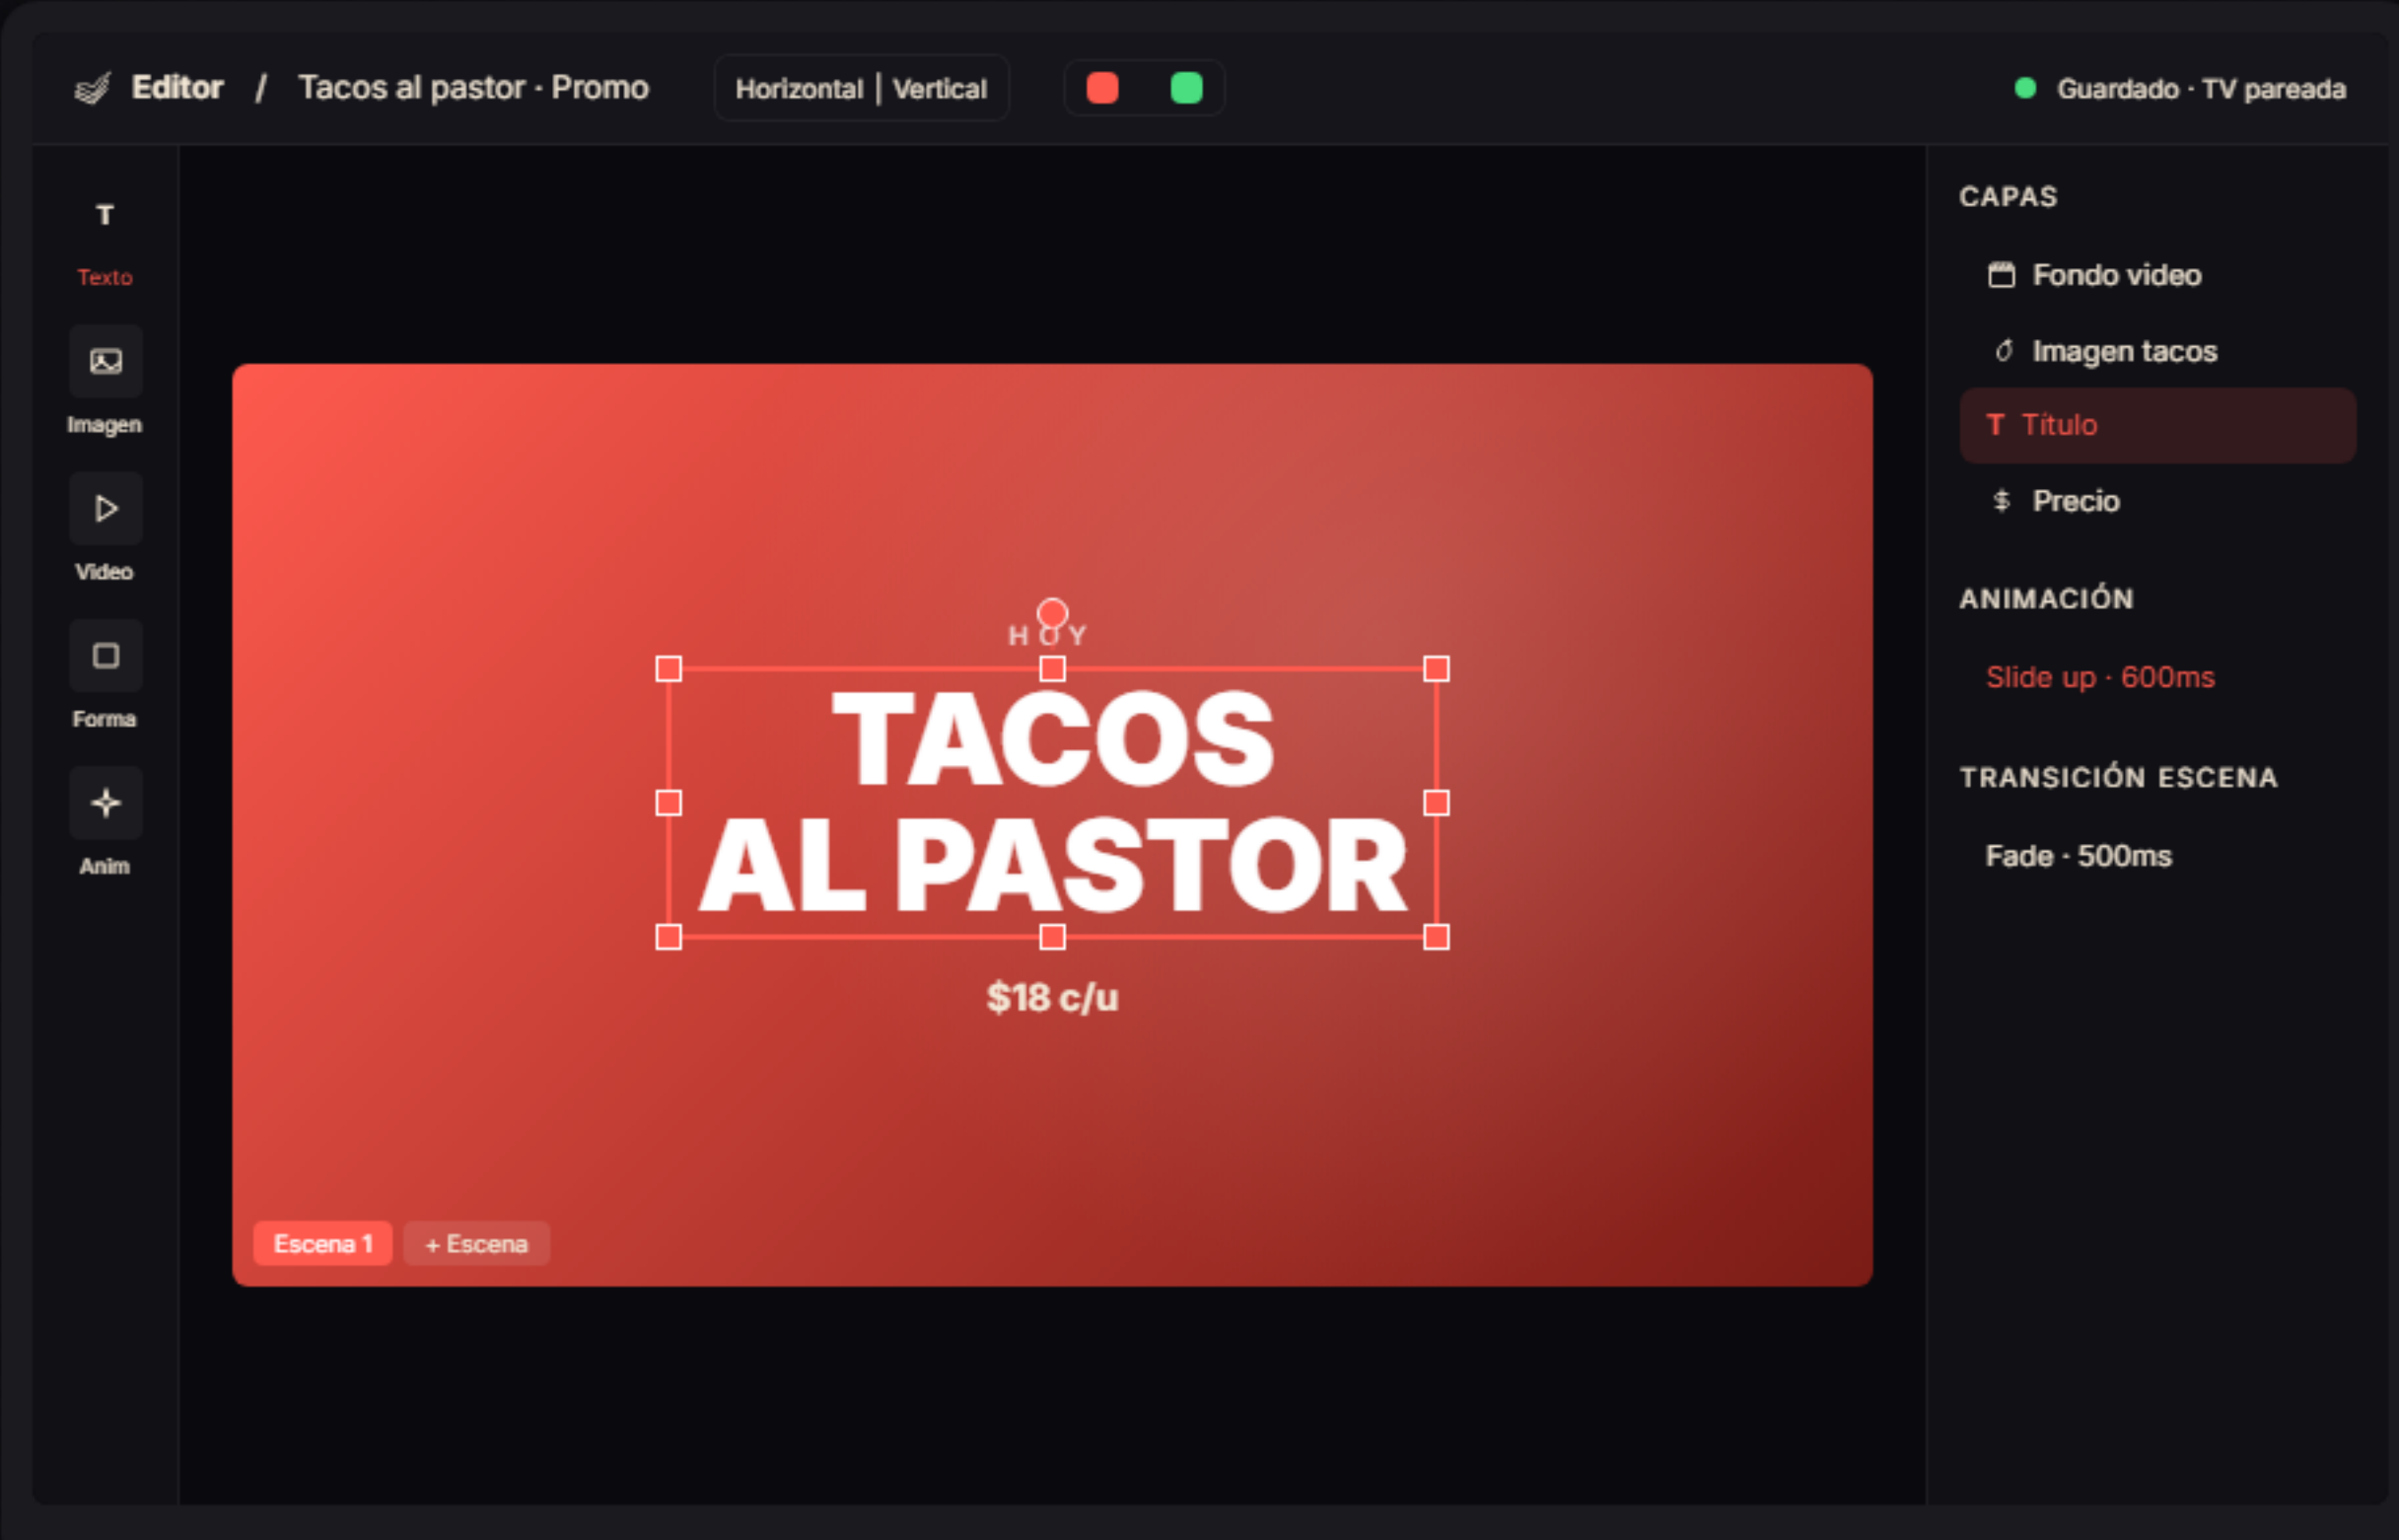 Editor / Tacos al pastor · Promo
Horizontal | Vertical
Guardado · TV pareada
T
Texto
Imagen
Video
Forma
Anim
HOY
TACOS
AL PASTOR
$18 c/u
Escena 1
+ Escena
CAPAS
Fondo video
Imagen tacos
T Título
$ Precio
ANIMACIÓN
Slide up · 600ms
TRANSICIÓN ESCENA
Fade · 500ms